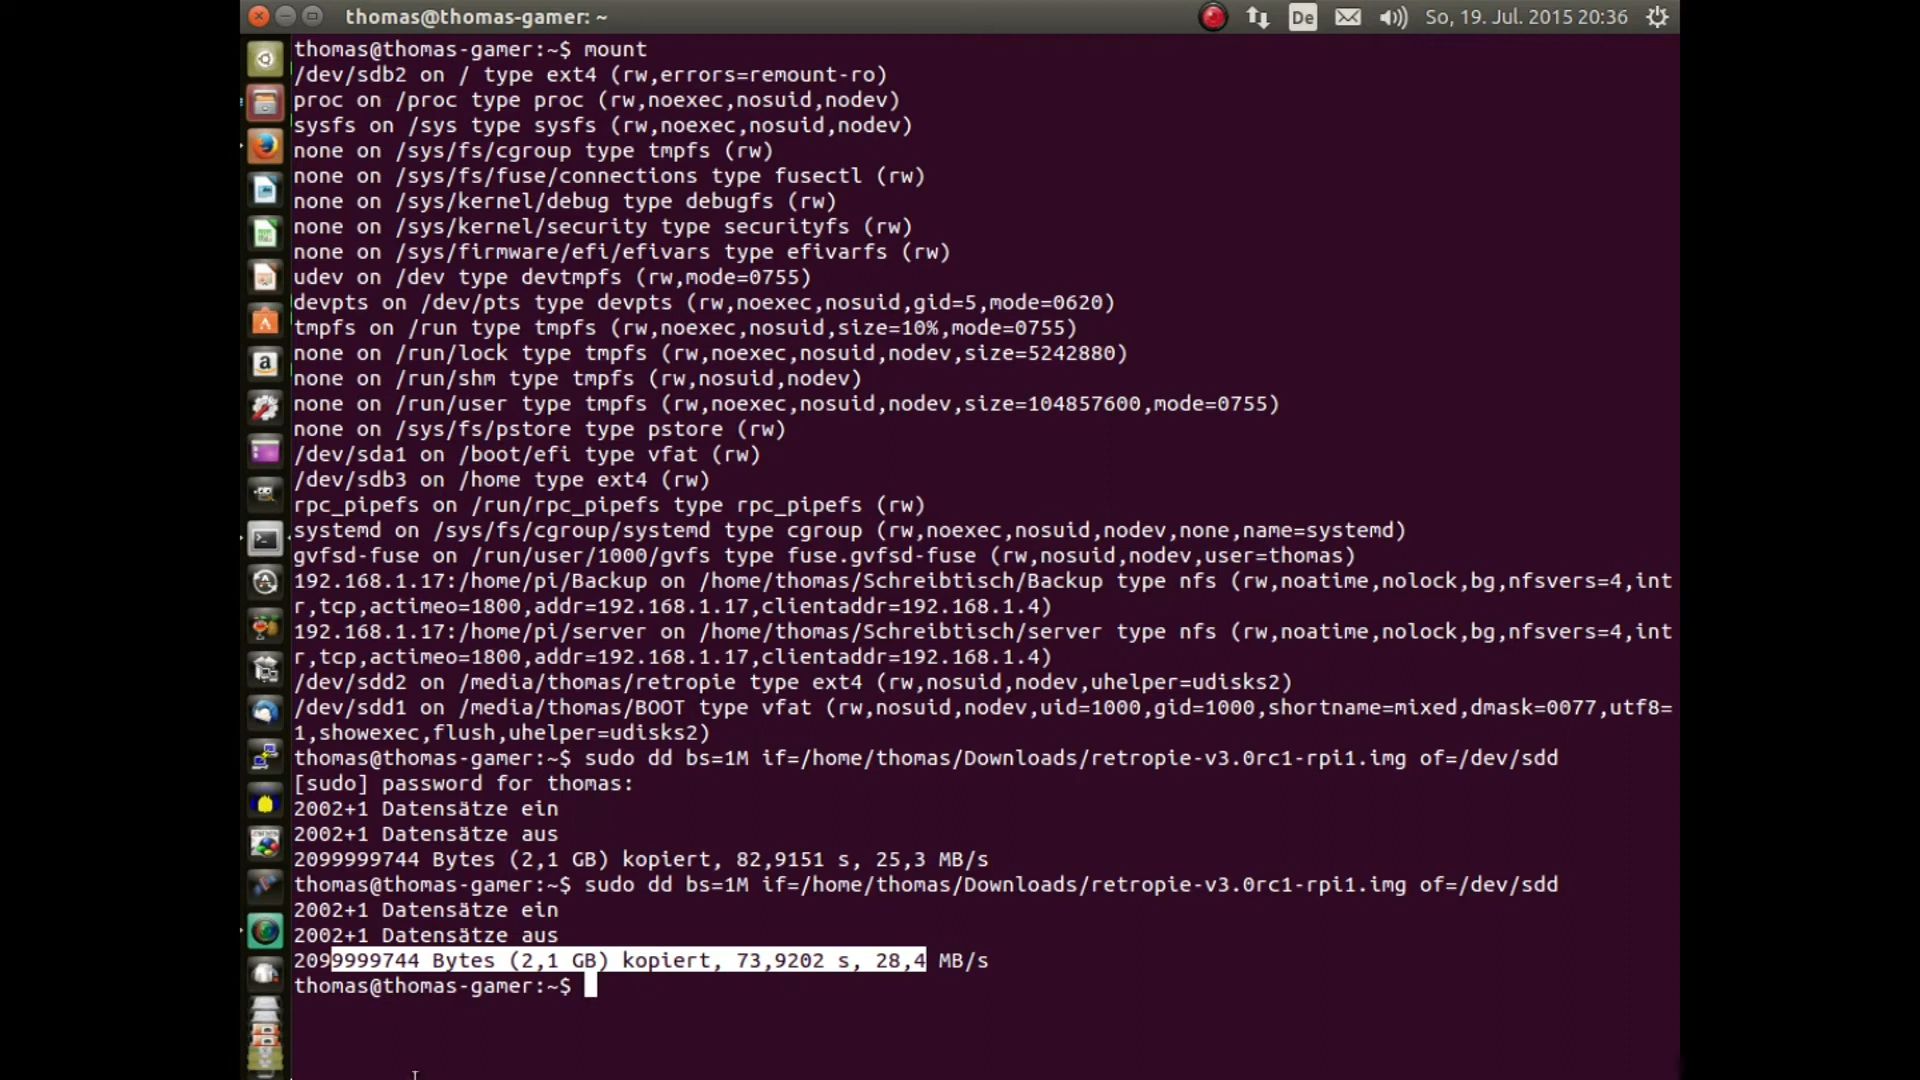 thomas@thomas-gamer: ~
De
So, 19. Jul. 2015 20:36
thomas@thomas-gamer:~$ mount
/dev/sdb2 on / type ext4 (rw,errors=remount-ro)
proc on /proc type proc (rw,noexec,nosuid,nodev)
sysfs on /sys type sysfs (rw,noexec,nosuid,nodev)
none on /sys/fs/cgroup type tmpfs (rw)
none on /sys/fs/fuse/connections type fusectl (rw)
none on /sys/kernel/debug type debugfs (rw)
none on /sys/kernel/security type securityfs (rw)
none on /sys/firmware/efi/efivars type efivarfs (rw)
udev on /dev type devtmpfs (rw,mode=0755)
devpts on /dev/pts type devpts (rw,noexec,nosuid,gid=5,mode=0620)
tmpfs on /run type tmpfs (rw,noexec,nosuid,size=10%,mode=0755)
none on /run/lock type tmpfs (rw,noexec,nosuid,nodev,size=5242880)
none on /run/shm type tmpfs (rw,nosuid,nodev)
none on /run/user type tmpfs (rw,noexec,nosuid,nodev,size=104857600,mode=0755)
none on /sys/fs/pstore type pstore (rw)
/dev/sda1 on /boot/efi type vfat (rw)
/dev/sdb3 on /home type ext4 (rw)
rpc_pipefs on /run/rpc_pipefs type rpc_pipefs (rw)
systemd on /sys/fs/cgroup/systemd type cgroup (rw,noexec,nosuid,nodev,none,name=systemd)
gvfsd-fuse on /run/user/1000/gvfs type fuse.gvfsd-fuse (rw,nosuid,nodev,user=thomas)
192.168.1.17:/home/pi/Backup on /home/thomas/Schreibtisch/Backup type nfs (rw,noatime,nolock,bg,nfsvers=4,int
r,tcp,actimeo=1800,addr=192.168.1.17,clientaddr=192.168.1.4)
192.168.1.17:/home/pi/server on /home/thomas/Schreibtisch/server type nfs (rw,noatime,nolock,bg,nfsvers=4,int
r,tcp,actimeo=1800,addr=192.168.1.17,clientaddr=192.168.1.4)
/dev/sdd2 on /media/thomas/retropie type ext4 (rw,nosuid,nodev,uhelper=udisks2)
/dev/sdd1 on /media/thomas/BOOT type vfat (rw,nosuid,nodev,uid=1000,gid=1000,shortname=mixed,dmask=0077,utf8=
1,showexec,flush,uhelper=udisks2)
thomas@thomas-gamer:~$ sudo dd bs=1M if=/home/thomas/Downloads/retropie-v3.0rc1-rpi1.img of=/dev/sdd
[sudo] password for thomas:
2002+1 Datensätze ein
2002+1 Datensätze aus
2099999744 Bytes (2,1 GB) kopiert, 82,9151 s, 25,3 MB/s
thomas@thomas-gamer:~$ sudo dd bs=1M if=/home/thomas/Downloads/retropie-v3.0rc1-rpi1.img of=/dev/sdd
2002+1 Datensätze ein
2002+1 Datensätze aus
2099999744 Bytes (2,1 GB) kopiert, 73,9202 s, 28,4 MB/s
thomas@thomas-gamer:~$